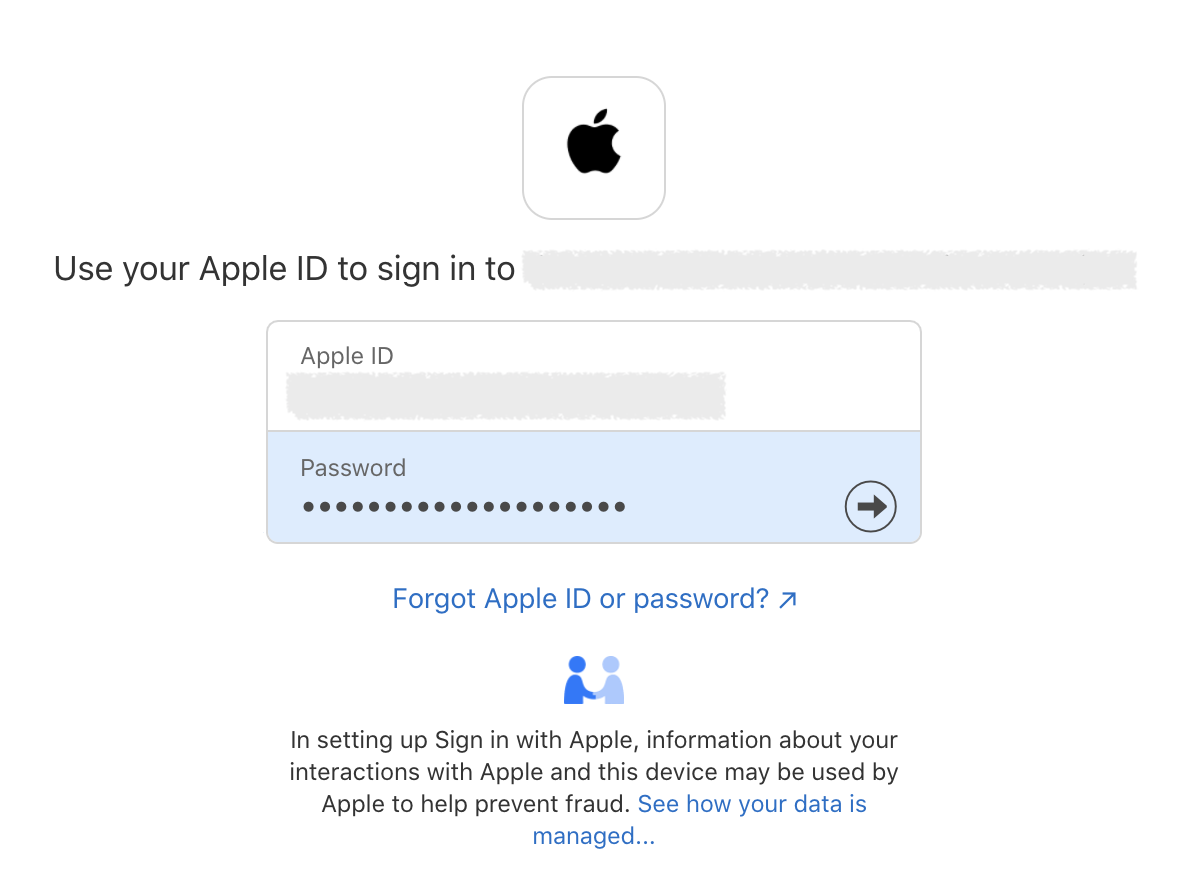 Use your Apple ID to sign in to
Apple ID
Password
Forgot Apple ID or password? ↗
In setting up Sign in with Apple, information about your
interactions with Apple and this device may be used by
Apple to help prevent fraud. See how your data is
managed...